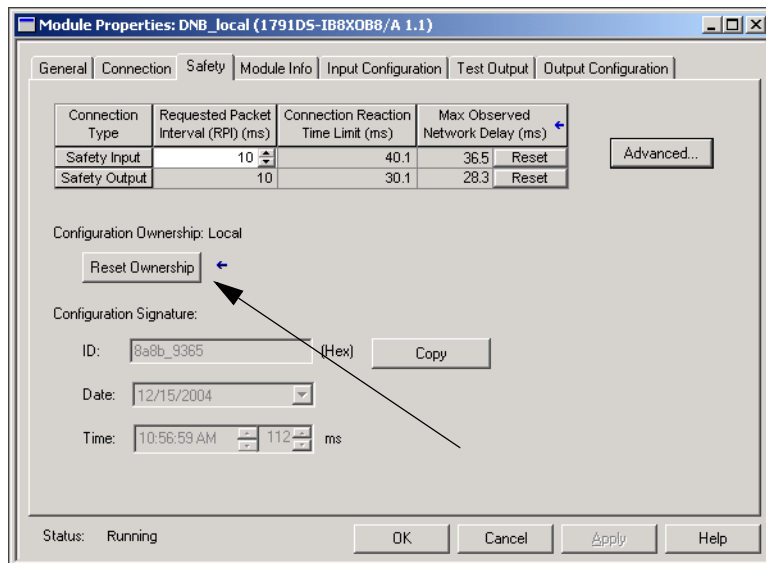 Module Properties: DNB_local (1791DS-IB8XOB8/A 1.1)
General Connection Safety Module Info Input Configuration Test Output Output Configuration
Connection Type Requested Packet Interval (RPI) (ms) Connection Reaction Time Limit (ms) Max Observed Network Delay (ms)
Safety Input 10 40.1 36.5 Reset
Safety Output 10 30.1 28.3 Reset
Advanced...
Configuration Ownership: Local
Reset Ownership
Configuration Signature:
ID: 8a8b_9365 (Hex) Copy
Date: 12/15/2004
Time: 10:56:59 AM 112 ms
Status: Running OK Cancel Apply Help